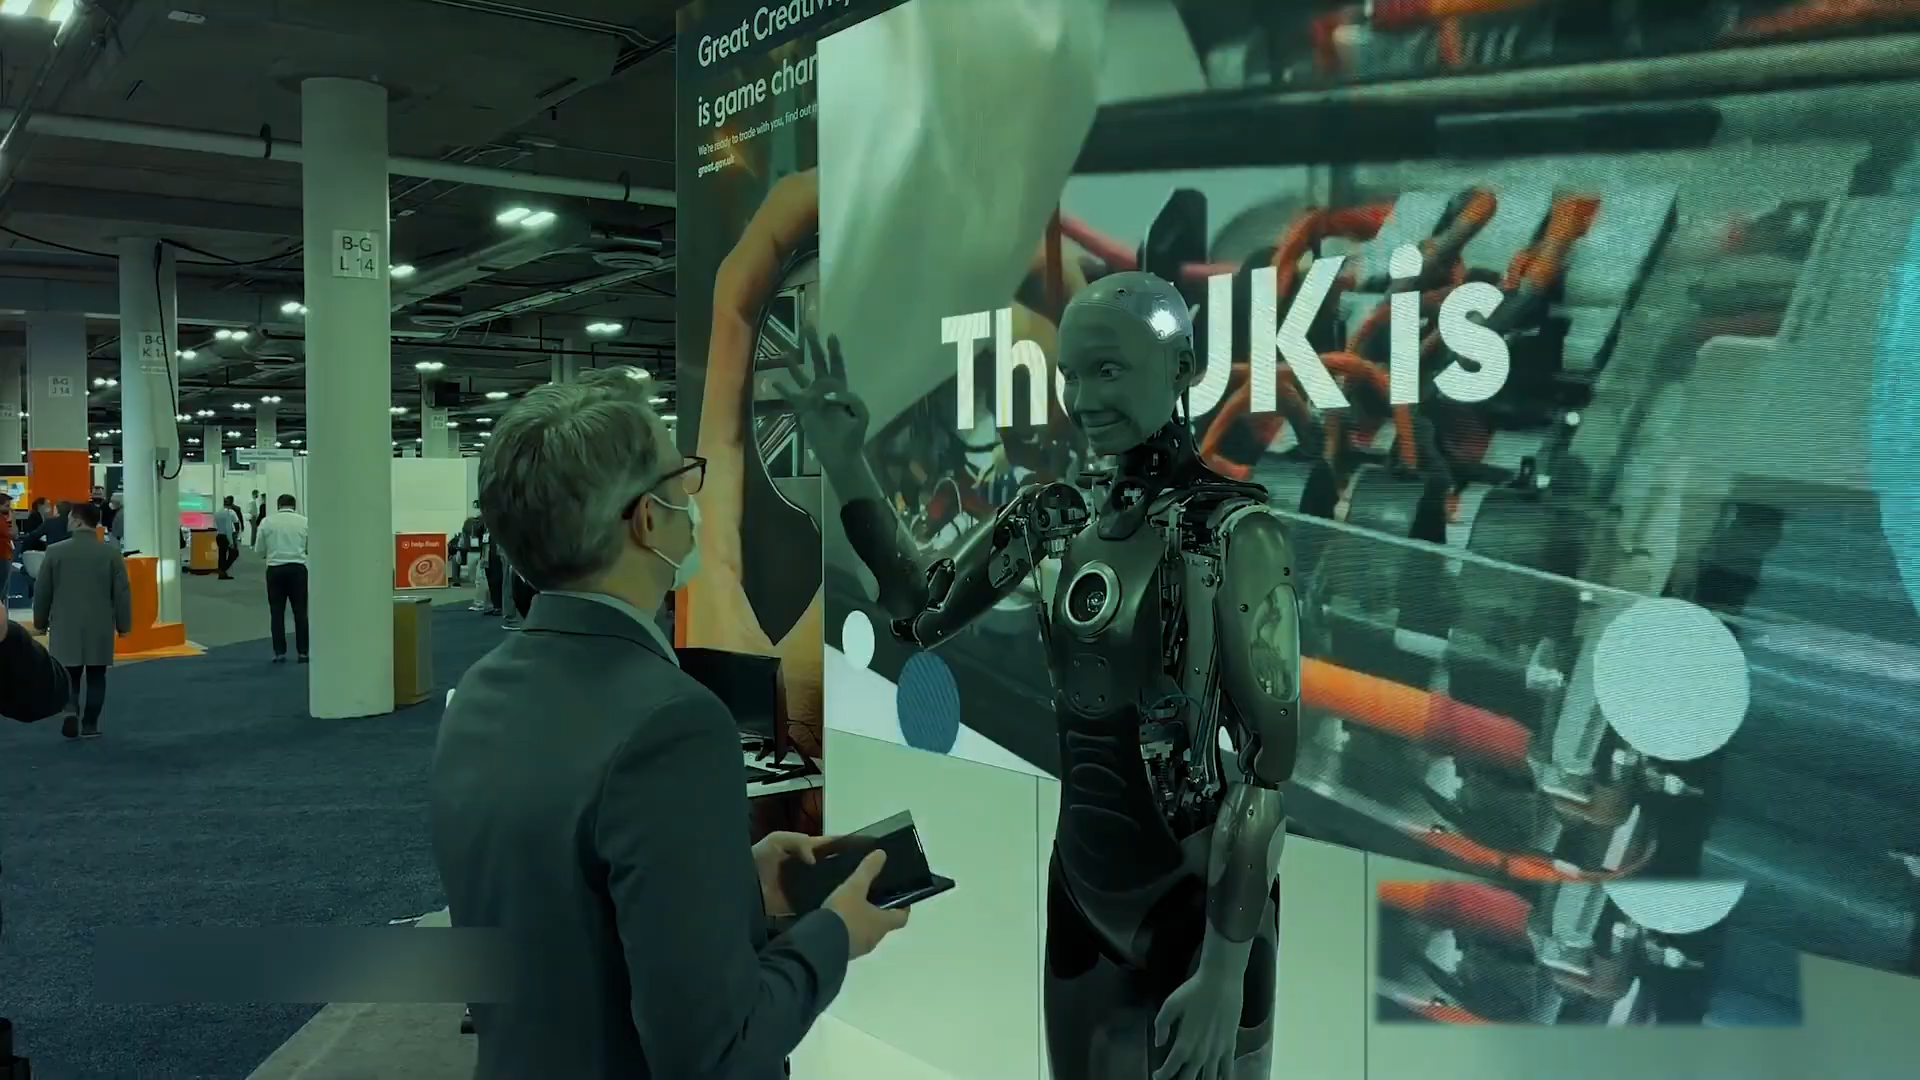 Great Creativity
is game chan
We're ready to trade with you, find out m
great.gov.uk
The UK is
B-G
L 14
B-G
K 14
B-G
J 14
help